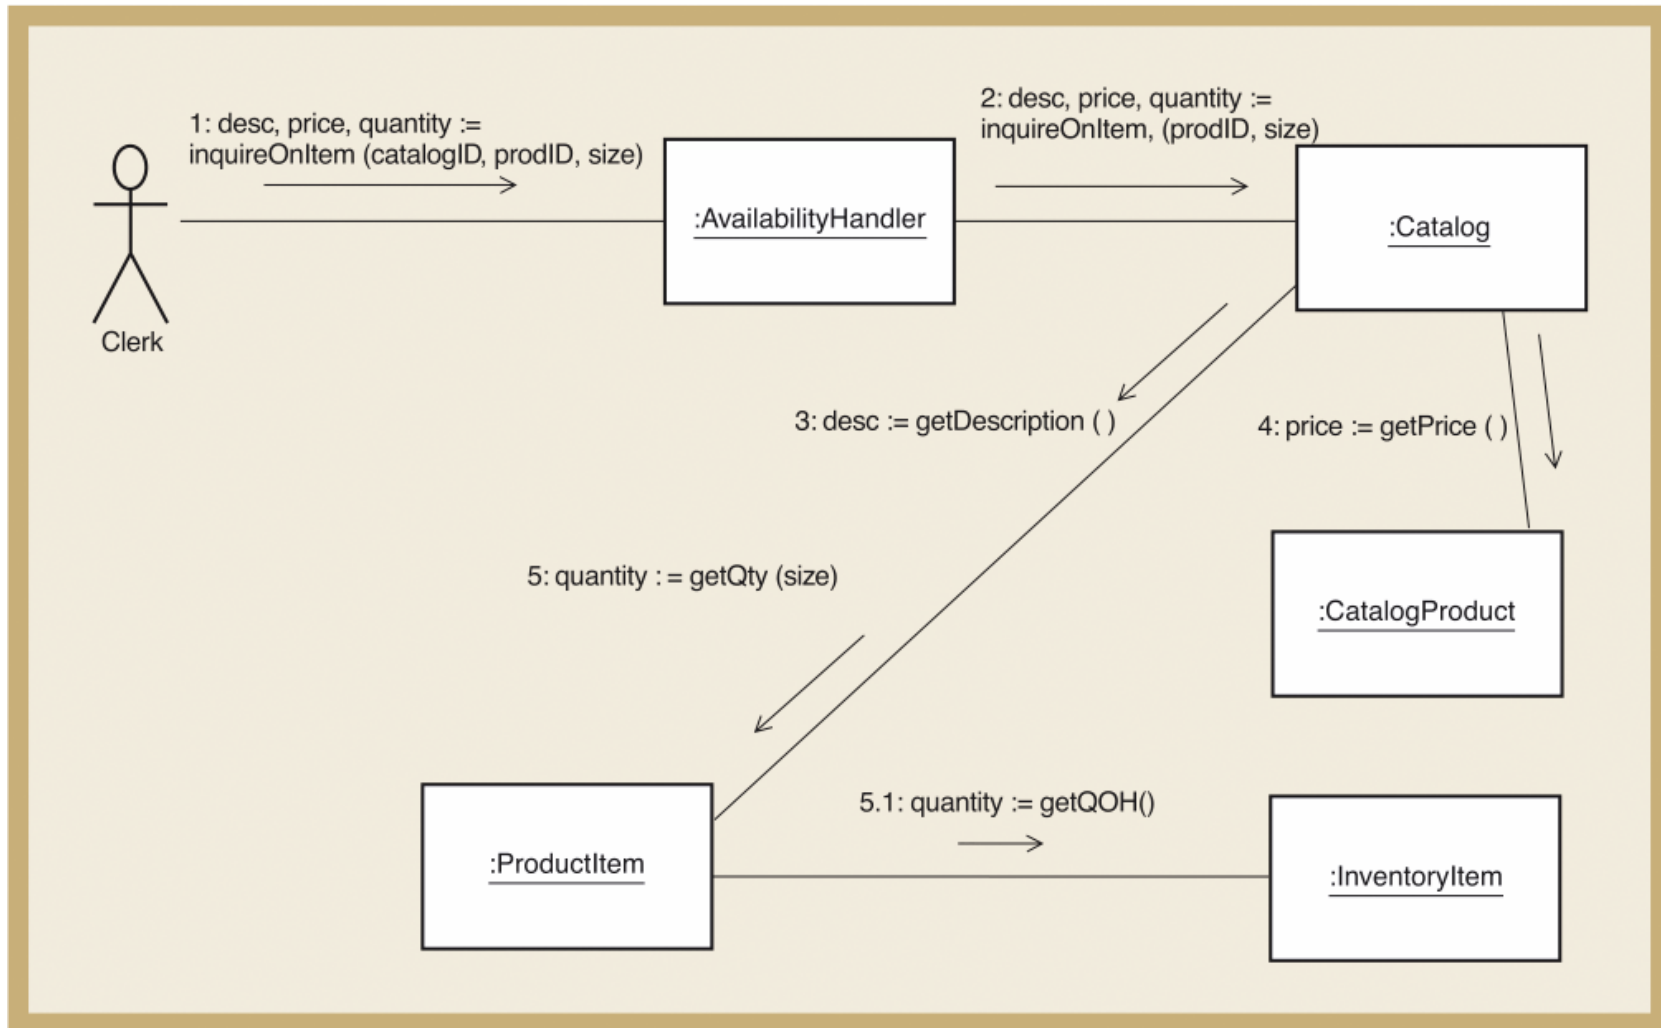 1: desc, price, quantity :=
inquireOnItem (catalogID, prodID, size)
2: desc, price, quantity :=
inquireOnItem, (prodID, size)
:AvailabilityHandler
:Catalog
Clerk
3: desc := getDescription ( )
4: price := getPrice ( )
5: quantity : = getQty (size)
:CatalogProduct
5.1: quantity := getQOH()
:ProductItem
:InventoryItem